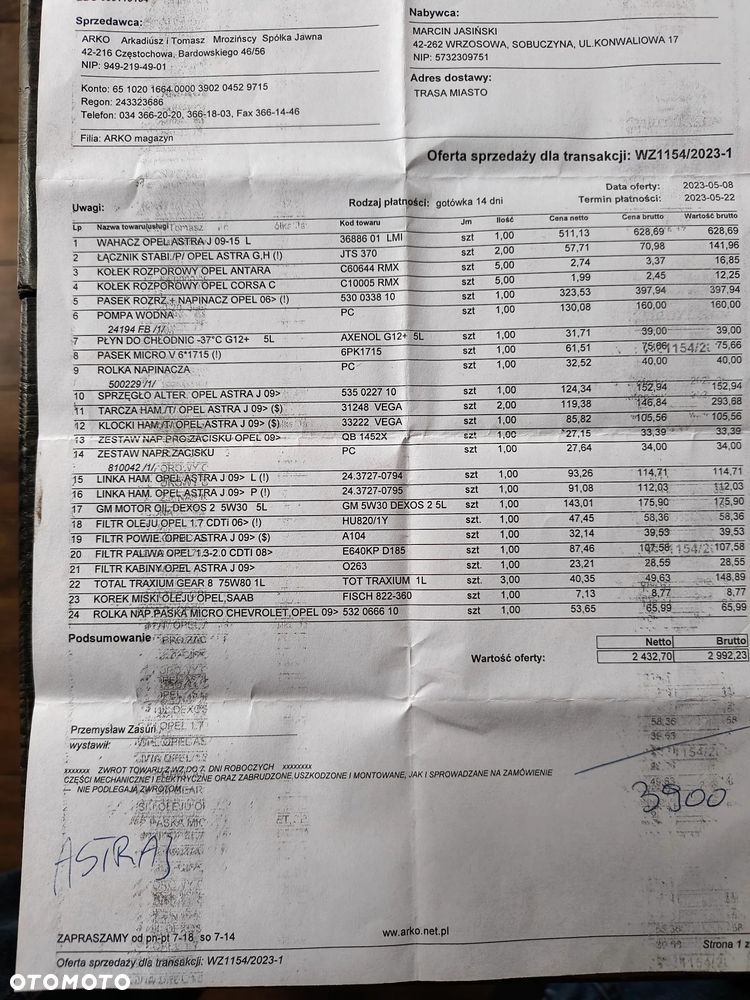 Sprzedawca:
ARKO Arkadiusz i Tomasz Mrozińscy Spółka Jawna
42-216 Częstochowa, Bardowskiego 46/56
NIP: 949-219-49-01
Konto: 65 1020 1664 0000 3902 0452 9715
Regon: 243323686
Telefon: 034 366-20-20, 366-18-03, Fax 366-14-46
Filia: ARKO magazyn
Nabywca:
MARCIN JASIŃSKI
42-262 WRZOSOWA, SOBUCZYNA, UL.KONWALIOWA 17
NIP: 5732309751
Adres dostawy:
TRASA MIASTO
Oferta sprzedaży dla transakcji: WZ1154/2023-1
Data oferty: 2023-05-08
Uwagi: Rodzaj płatności: gotówka 14 dni Termin płatności: 2023-05-22
Lp Nazwa towaru/usługi Kod towaru Jm Ilość Cena netto Cena brutto Wartość brutto
1 WAHACZ OPEL ASTRA J 09-15 L 36886 01 LMI szt 1,00 511,13 628,69 628,69
2 ŁĄCZNIK STABI./P/ OPEL ASTRA G,H (!) JTS 370 szt 2,00 57,71 70,98 141,96
3 KOŁEK ROZPOROWY OPEL ANTARA C60644 RMX szt 5,00 2,74 3,37 16,85
4 KOŁEK ROZPOROWY OPEL CORSA C C10005 RMX szt 5,00 1,99 2,45 12,25
5 PASEK ROZRZ + NAPINACZ OPEL 06> (!) 530 0338 10 szt 1,00 323,53 397,94 397,94
6 POMPA WODNA PC szt 1,00 130,08 160,00 160,00
24194 FB /1/
7 PŁYN DO CHŁODNIC -37°C G12+ 5L AXENOL G12+ 5L szt 1,00 31,71 39,00 39,00
8 PASEK MICRO V 6*1715 (!) 6PK1715 szt 1,00 61,51 75,66 75,66
9 ROLKA NAPINACZA PC szt 1,00 32,52 40,00 40,00
500229 /1/
10 SPRZĘGŁO ALTER. OPEL ASTRA J 09> 535 0227 10 szt 1,00 124,34 152,94 152,94
11 TARCZA HAM./T/ OPEL ASTRA J 09> ($) 31248 VEGA szt 2,00 119,38 146,84 293,68
12 KLOCKI HAM./T/ OPEL ASTRA J 09> ($) 33222 VEGA szt 1,00 85,82 105,56 105,56
13 ZESTAW NAP.PRO.ZACISKU OPEL 09> QB 1452X szt 1,00 27,15 33,39 33,39
14 ZESTAW NAPR.ZACISKU PC szt 1,00 27,64 34,00 34,00
810042 /1/
15 LINKA HAM. OPEL ASTRA J 09> L (!) 24.3727-0794 szt 1,00 93,26 114,71 114,71
16 LINKA HAM. OPEL ASTRA J 09> P (!) 24.3727-0795 szt 1,00 91,08 112,03 112,03
17 GM MOTOR OIL DEXOS 2 5W30 5L GM 5W30 DEXOS 2 5L szt 1,00 143,01 175,90 175,90
18 FILTR OLEJU OPEL 1.7 CDTI 06> (!) HU820/1Y szt. 1,00 47,45 58,36 58,36
19 FILTR POWIE. OPEL ASTRA J 09> ($) A104 szt 1,00 32,14 39,53 39,53
20 FILTR PALIWA OPEL 1.3-2.0 CDTI 08> E640KP D185 szt. 1,00 87,46 107,58 107,58
21 FILTR KABINY OPEL ASTRA J 09> O263 szt. 1,00 23,21 28,55 28,55
22 TOTAL TRAXIUM GEAR 8 75W80 1L TOT TRAXIUM 1L szt. 3,00 40,35 49,63 148,89
23 KOREK MISKI OLEJU OPEL,SAAB FISCH 822-360 szt. 1,00 7,13 8,77 8,77
24 ROLKA NAP.PASKA MICRO CHEVROLET,OPEL 09> 532 0666 10 szt 1,00 53,65 65,99 65,99
Podsumowanie
Netto Brutto
Wartość oferty: 2 432,70 2 992,23
Przemysław Zasuń
wystawił:
xxxxxxx ZWROT TOWARU Z WZ DO 7 DNI ROBOCZYCH xxxxxxxx
CZĘŚCI MECHANICZNE I ELEKTRYCZNE ORAZ ZABRUDZONE,USZKODZONE I MONTOWANE, JAK I SPROWADZANE NA ZAMÓWIENIE
NIE PODLEGAJĄ ZWROTOM
3900
ASTRA J
ZAPRASZAMY od pn-pt 7-18, so 7-14
www.arko.net.pl
Oferta sprzedaży dla transakcji: WZ1154/2023-1
Strona 1 z
OTOMOTO